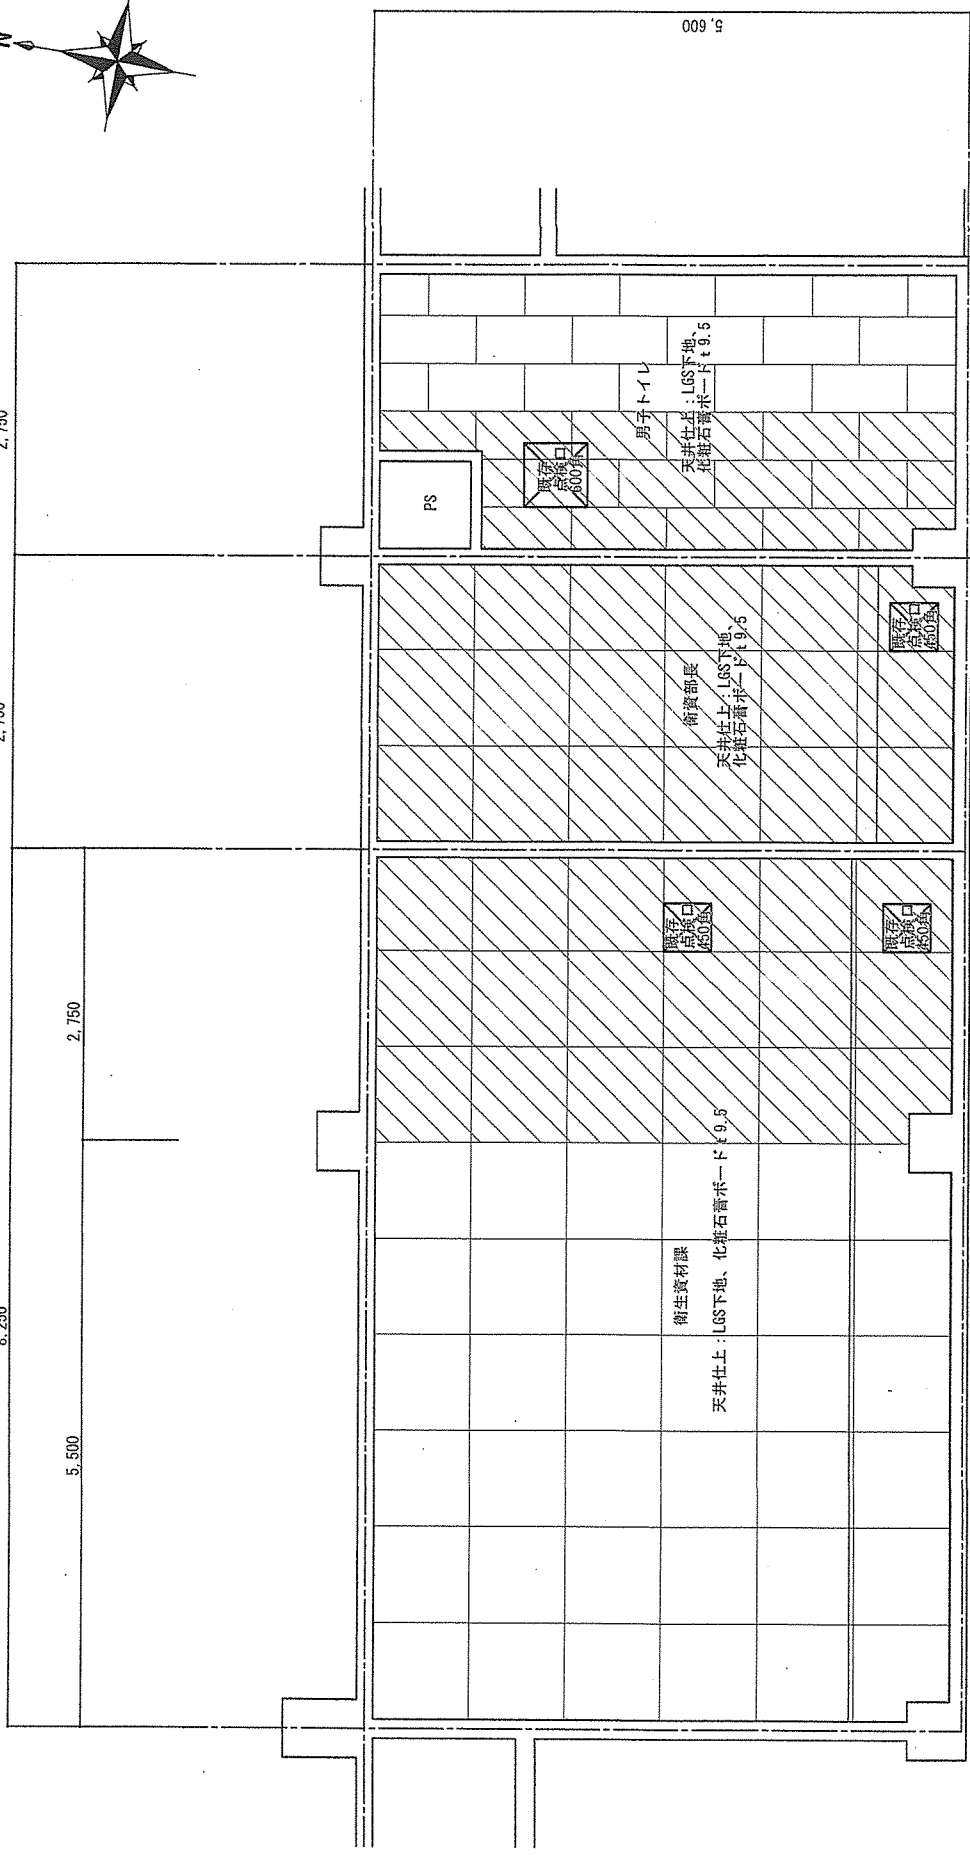 N
5,600
2,750
2,750
8,250
2,750
5,500
PS
既存
点検口
600角
男子トイレ
天井仕上:LGS下地、
化粧石膏ボードt9.5
既存
点検口
450角
衛資部長
天井仕上:LGS下地、
化粧石膏ボードt9.5
既存
点検口
450角
既存
点検口
450角
衛生資材課
天井仕上:LGS下地、化粧石膏ボードt9.5